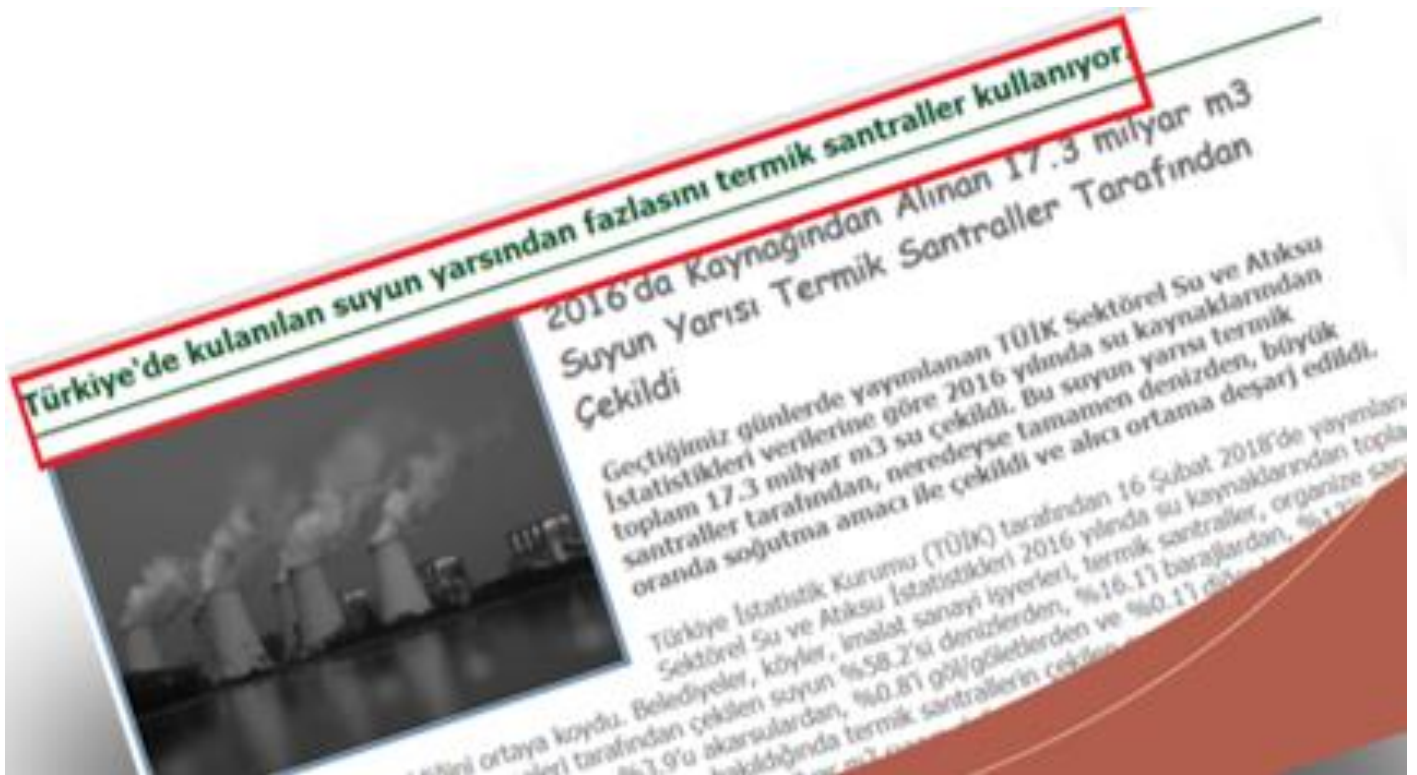 Türkiye'de kulanılan suyun yarsından fazlasını termik santraller kullanıyor.
2016'da Kaynağından Alınan 17.3 milyar m3
Suyun Yarısı Termik Santraller Tarafından
Çekildi
Geçtiğimiz günlerde yayımlanan TÜİK Sektörel Su ve Atıksu
İstatistikleri verilerine göre 2016 yılında su kaynaklarından
toplam 17.3 milyar m3 su çekildi. Bu suyun yarısı termik
santraller tarafından, neredeyse tamamen denizden, büyük
oranda soğutma amacı ile çekildi ve alıcı ortama deşarj edildi.
Türkiye İstatistik Kurumu (TÜİK) tarafından 16 Şubat 2018'de
Sektörel Su ve Atıksu İstatistikleri 2016 yılında su kaynaklarından
ortaya koydu. Belediyeler, köyler, imalat sanayi işyerleri, termik santraller, organize
tarafından çekilen suyun %58.2'si denizlerden, %16.1'i barajlardan,
%3.9'u akarsulardan, %0.8'i göl/göletlerden ve %0.1'i
bakıldığında termik santrallerin çekilen